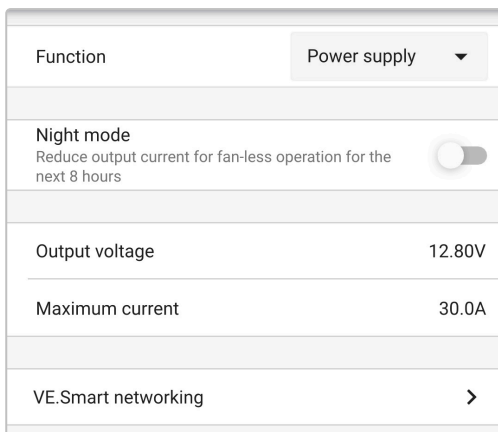 Function
Power supply
Night mode
Reduce output current for fan-less operation for the
next 8 hours
Output voltage
12.80V
Maximum current
30.0A
VE.Smart networking